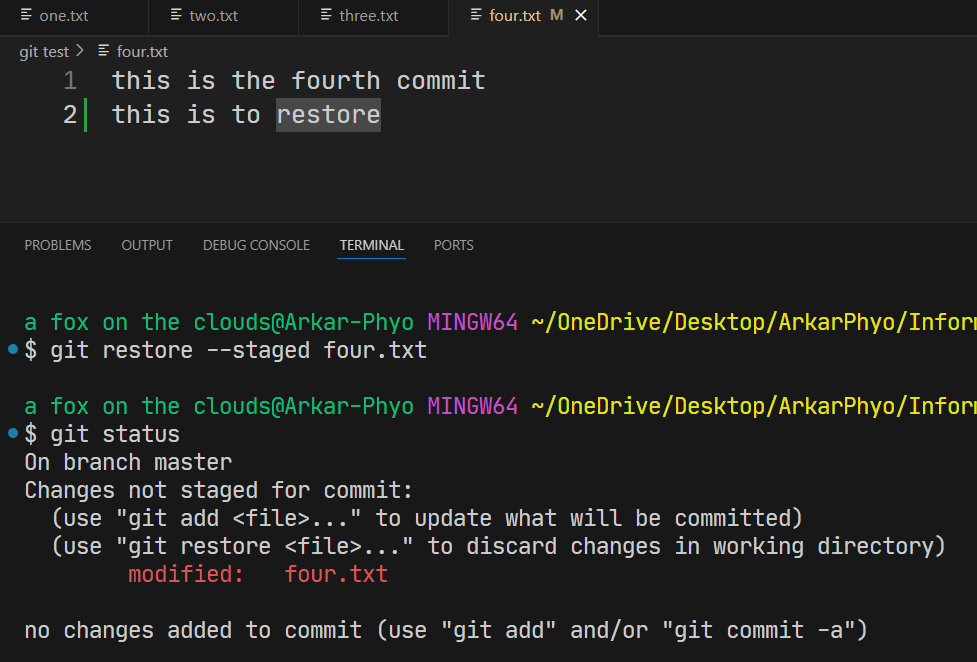 one.txt two.txt three.txt four.txt M
git test > four.txt
1 this is the fourth commit
2 this is to restore
PROBLEMS OUTPUT DEBUG CONSOLE TERMINAL PORTS
a fox on the clouds@Arkar-Phyo MINGW64 ~/OneDrive/Desktop/ArkarPhyo/Infor
$ git restore --staged four.txt
a fox on the clouds@Arkar-Phyo MINGW64 ~/OneDrive/Desktop/ArkarPhyo/Infor
$ git status
On branch master
Changes not staged for commit:
(use "git add <file>..." to update what will be committed)
(use "git restore <file>..." to discard changes in working directory)
modified: four.txt
no changes added to commit (use "git add" and/or "git commit -a")